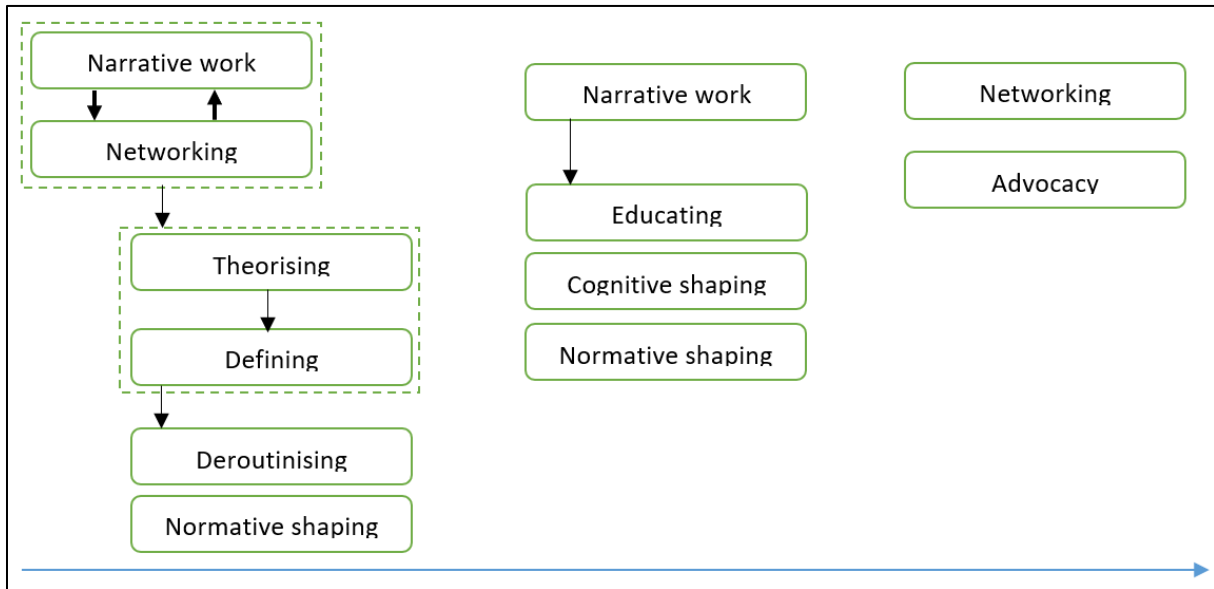 Narrative work
Networking
Theorising
Defining
Deroutinising
Normative shaping
Narrative work
Educating
Cognitive shaping
Normative shaping
Networking
Advocacy